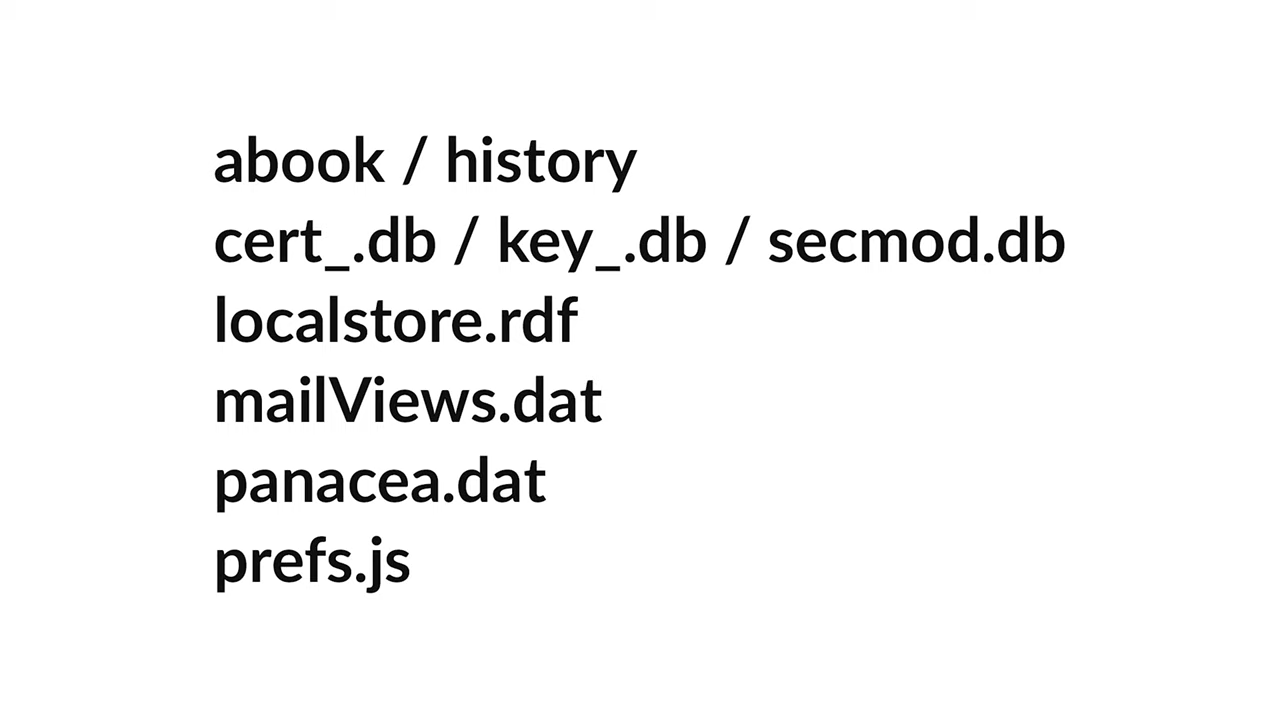 abook / history
cert_.db / key_.db / secmod.db
localstore.rdf
mailViews.dat
panacea.dat
prefs.js